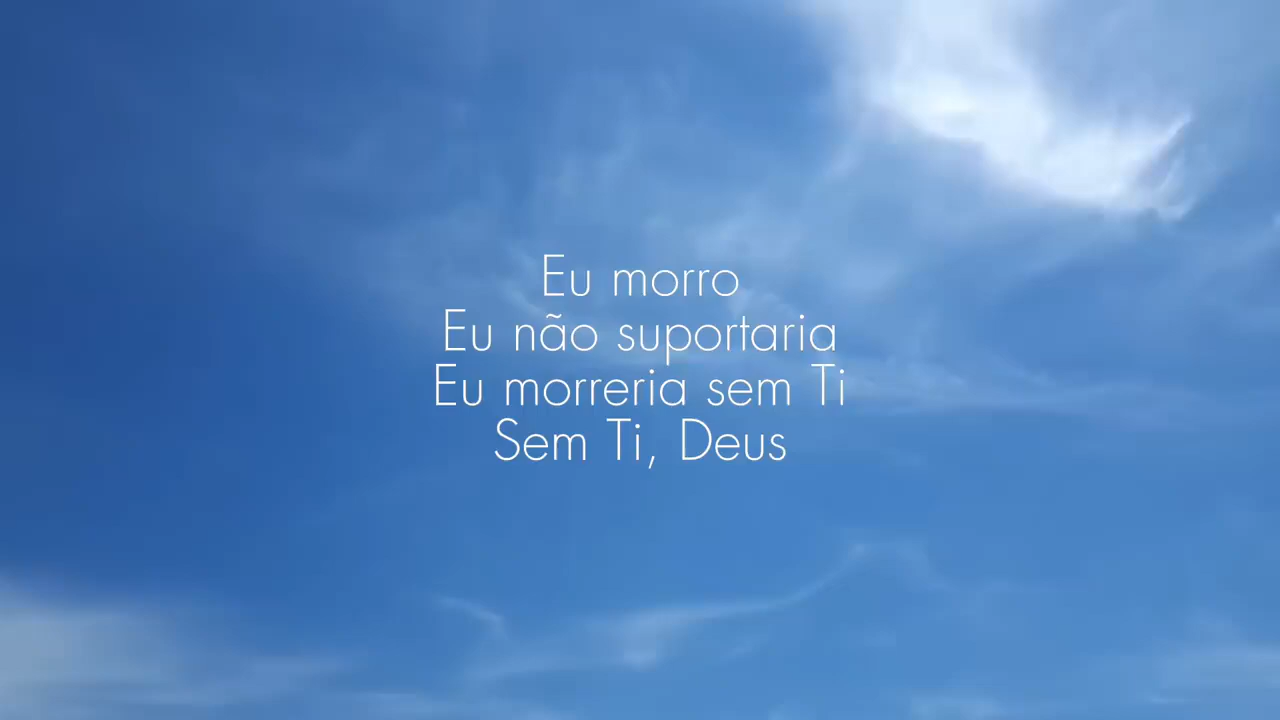 Eu morro
Eu não suportaria
Eu morreria sem Ti
Sem Ti, Deus